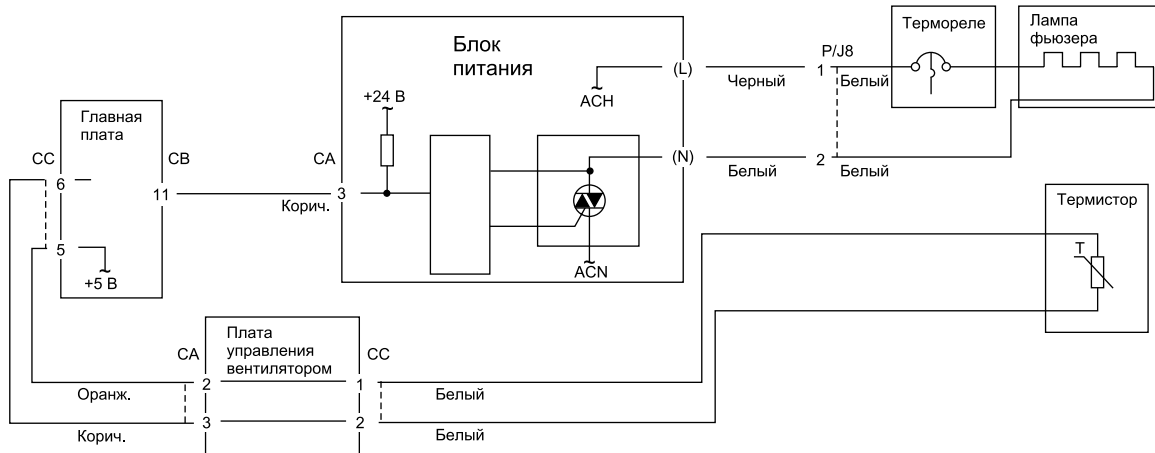 Термореле
Лампа
фьюзера
Блок
питания
P/J8
(L)
Черный
1
Белый
ACH
+24 В
Главная
плата
CC
CB
CA
(N)
Белый
2
Белый
6
11
3
Корич.
Термистор
5
+5 В
ACN
T
Плата
управления
вентилятором
CA
CC
2
1
Оранж.
Белый
3
2
Корич.
Белый